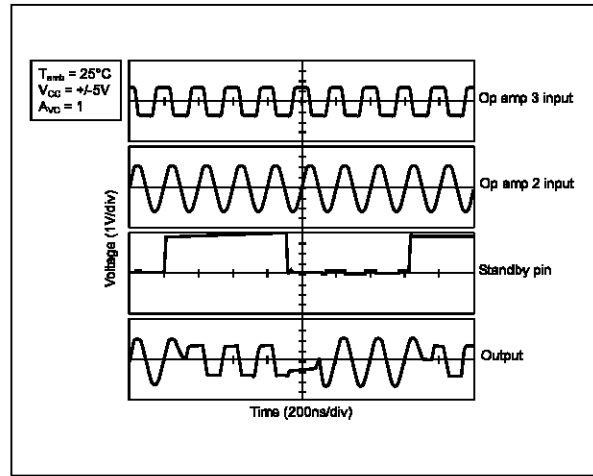 Tamb = 25°C
VCC = +/-5V
AVC = 1
Op amp 3 input
Op amp 2 input
Voltage (1V/div)
Standby pin
Output
Time (200ns/div)